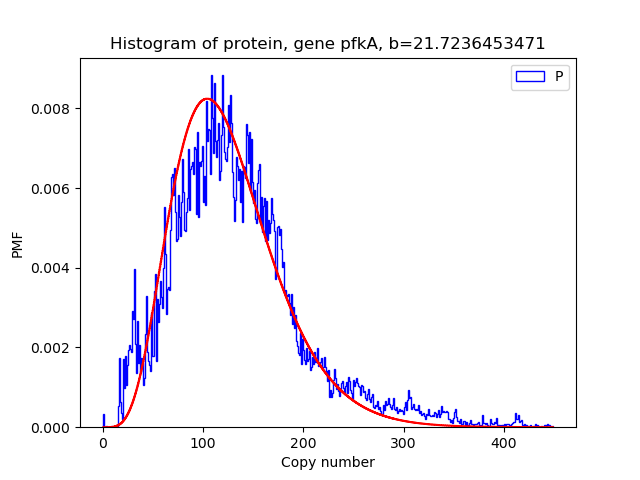 Histogram of protein, gene pfkA, b=21.7236453471
P
0.008
0.006
0.004
0.002
0.000
PMF
0
100
200
300
400
Copy number